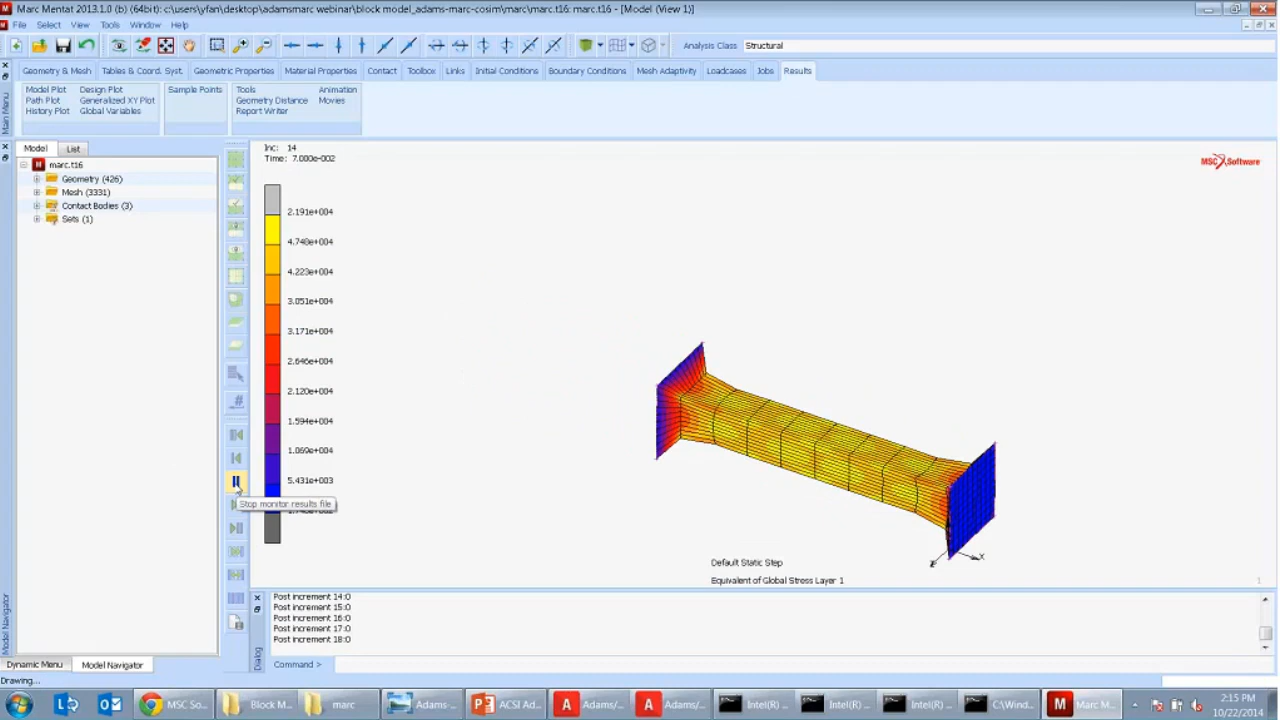 Marc Mentat 2013.1.0 (b) (64bit): c:\users\yfan\desktop\adamsmarc webinar\block model_adams-marc-cosim\marc\marc.t16: marc.t16 - [Model (View 1)]
File Select View Tools Window Help
Analysis Class Structural
Geometry & Mesh Tables & Coord. Syst. Geometric Properties Material Properties Contact Toolbox Links Initial Conditions Boundary Conditions Mesh Adaptivity Loadcases Jobs Results
Model Plot Design Plot Sample Points Tools Animation
Path Plot Generalized XY Plot Geometry Distance Movies
History Plot Global Variables Report Writer
Main Menu
Model List
marc.t16
Geometry (426)
Mesh (3331)
Contact Bodies (3)
Sets (1)
Inc: 14
Time: 7.000e-002
MSC Software
2.191e+004
4.748e+004
4.223e+004
3.051e+004
3.171e+004
2.646e+004
2.120e+004
1.594e+004
1.069e+004
5.431e+003
Stop monitor results file
X
Z
Default Static Step
Equivalent of Global Stress Layer 1
1
Post increment 14:0
Post increment 15:0
Post increment 16:0
Post increment 17:0
Post increment 18:0
Command >
Dialog
Model Navigator
Dynamic Menu Model Navigator
Drawing...
MSC So... Block M... marc Adams-... ACSI Ad... Adams/... Adams/... Intel(R) ... Intel(R) ... Intel(R) ... C:\Wind... Marc M...
2:15 PM
10/22/2014